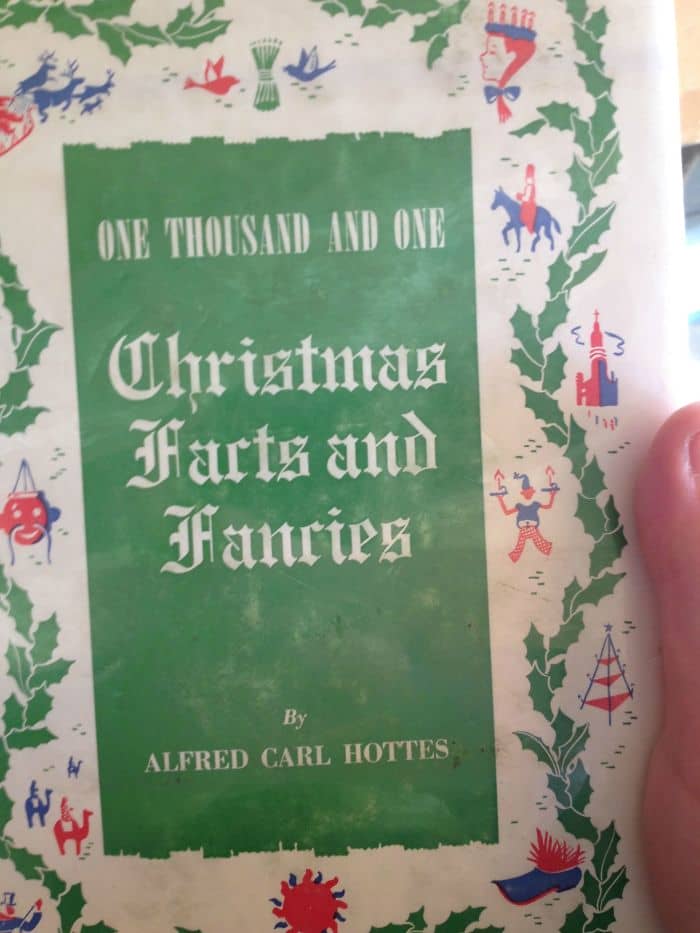 ONE THOUSAND AND ONE
Christmas
Facts and
Fancies
By
ALFRED CARL HOTTES